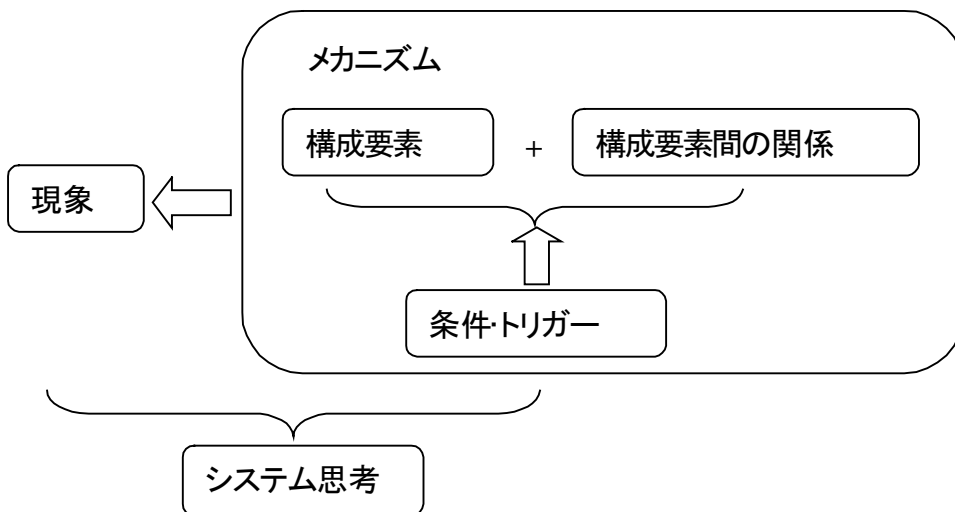 メカニズム
構成要素 + 構成要素間の関係
現象
条件・トリガー
システム思考